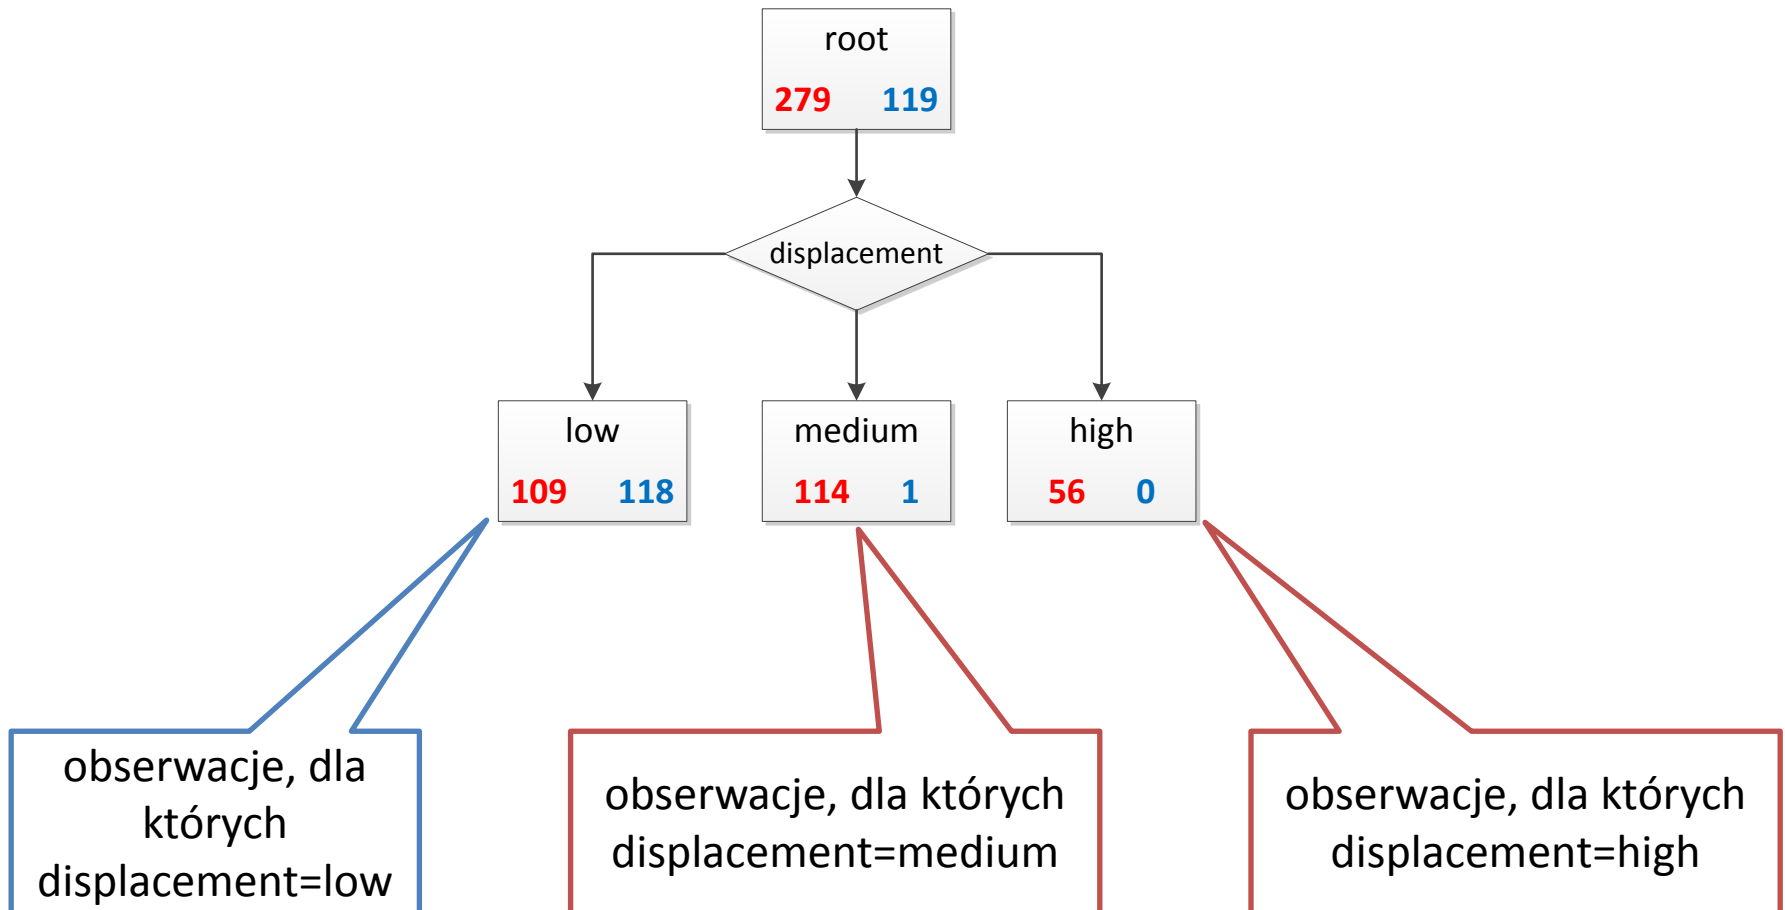 root
279 119
displacement
low
109 118
medium
114 1
high
56 0
obserwacje, dla
których
displacement=low
obserwacje, dla których
displacement=medium
obserwacje, dla których
displacement=high